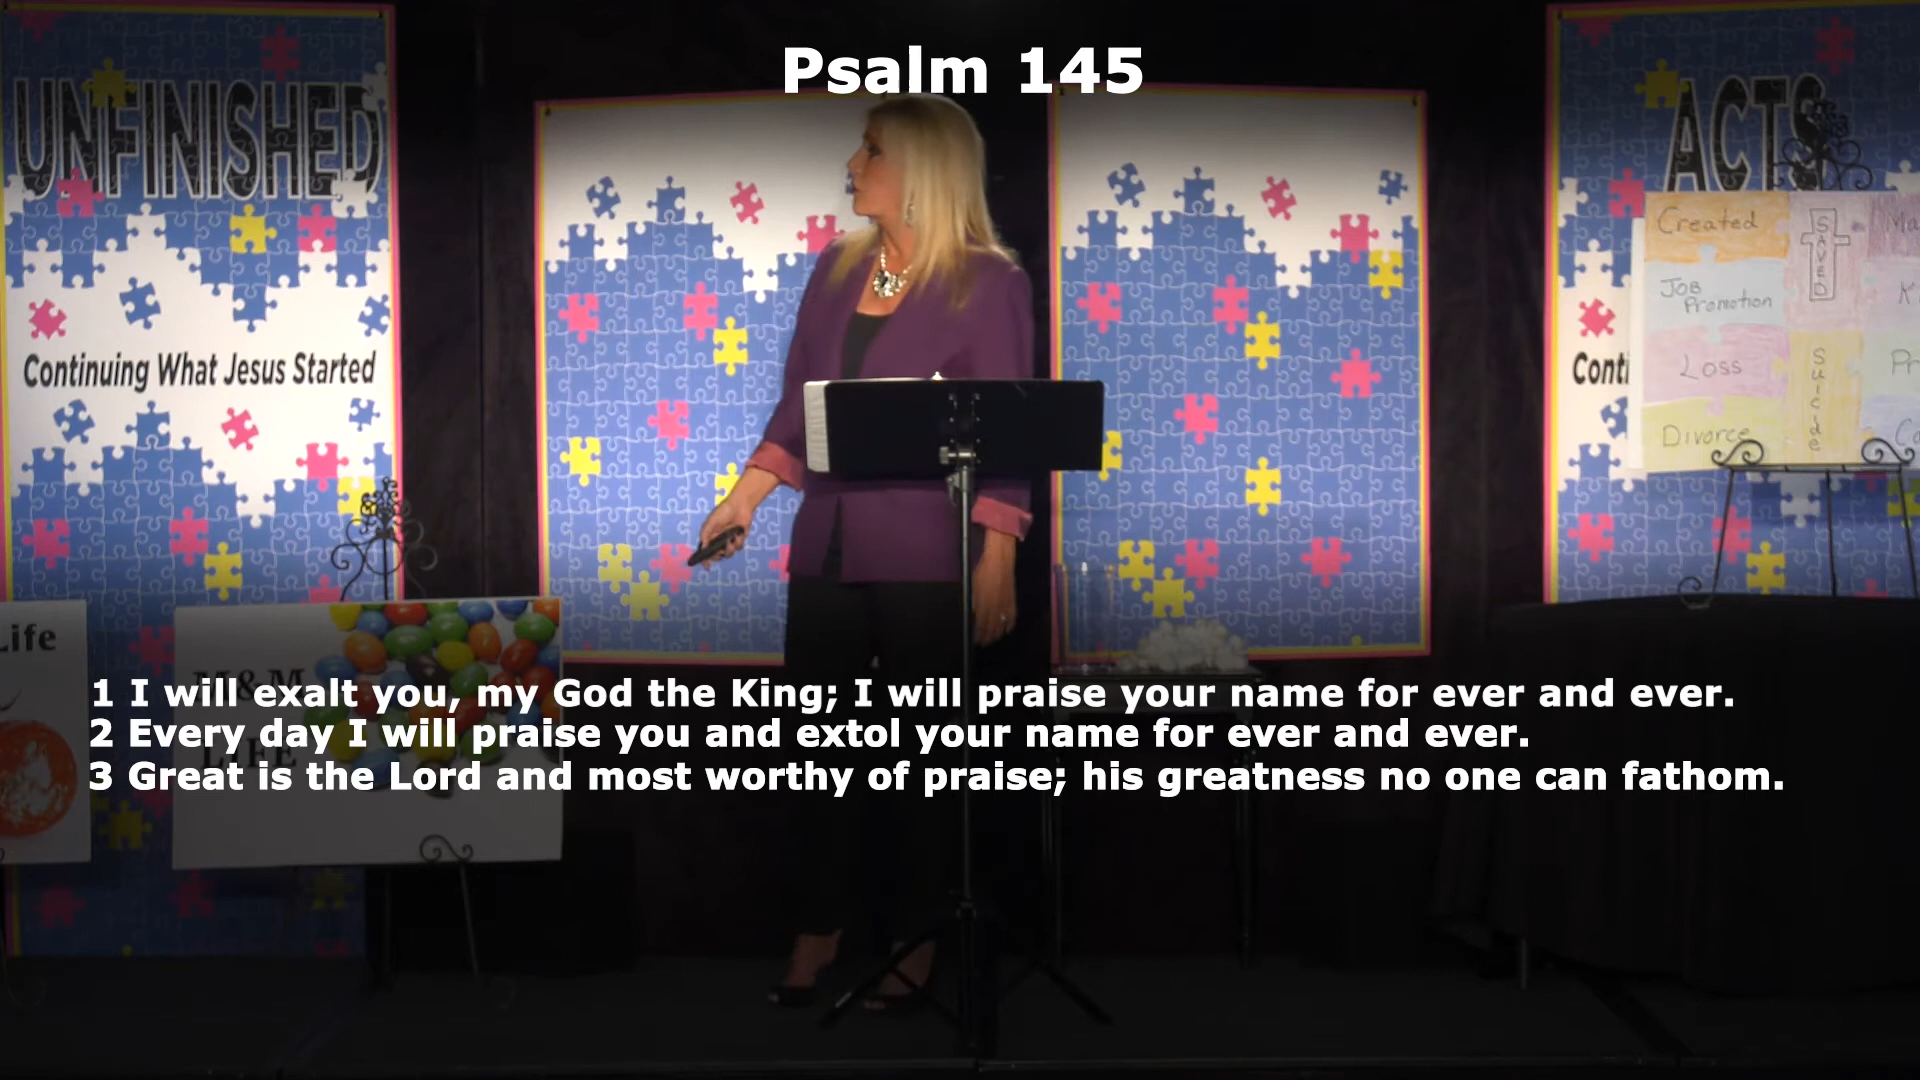 Psalm 145
UNFINISHED
Continuing What Jesus Started
ACTS
Created
SAVED
Job
Promotion
Loss
Suicide
Divorce
Life
M&M
LIFE
1 I will exalt you, my God the King; I will praise your name for ever and ever.
2 Every day I will praise you and extol your name for ever and ever.
3 Great is the Lord and most worthy of praise; his greatness no one can fathom.